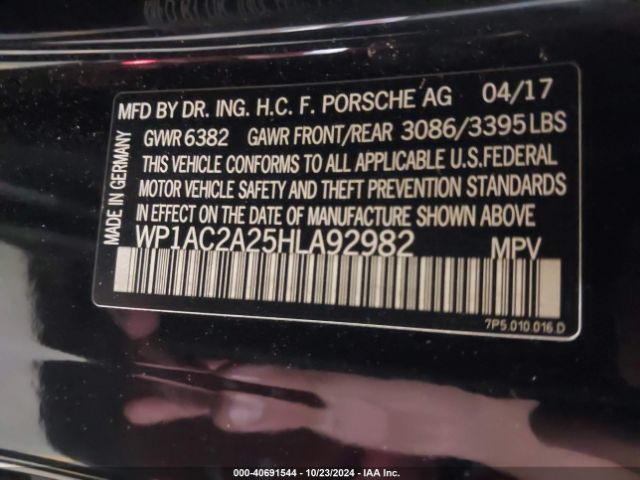 MFD BY DR. ING. H.C. F. PORSCHE AG 04/17
GVWR 6382 GAWR FRONT/REAR 3086/3395 LBS
THIS VEHICLE CONFORMS TO ALL APPLICABLE U.S. FEDERAL
MOTOR VEHICLE SAFETY AND THEFT PREVENTION STANDARDS
IN EFFECT ON THE DATE OF MANUFACTURE SHOWN ABOVE
WP1AC2A25HLA92982 MPV
MADE IN GERMANY
7P5.010.016.D
000-40691544 | 10/23/2024 | IAA Inc.